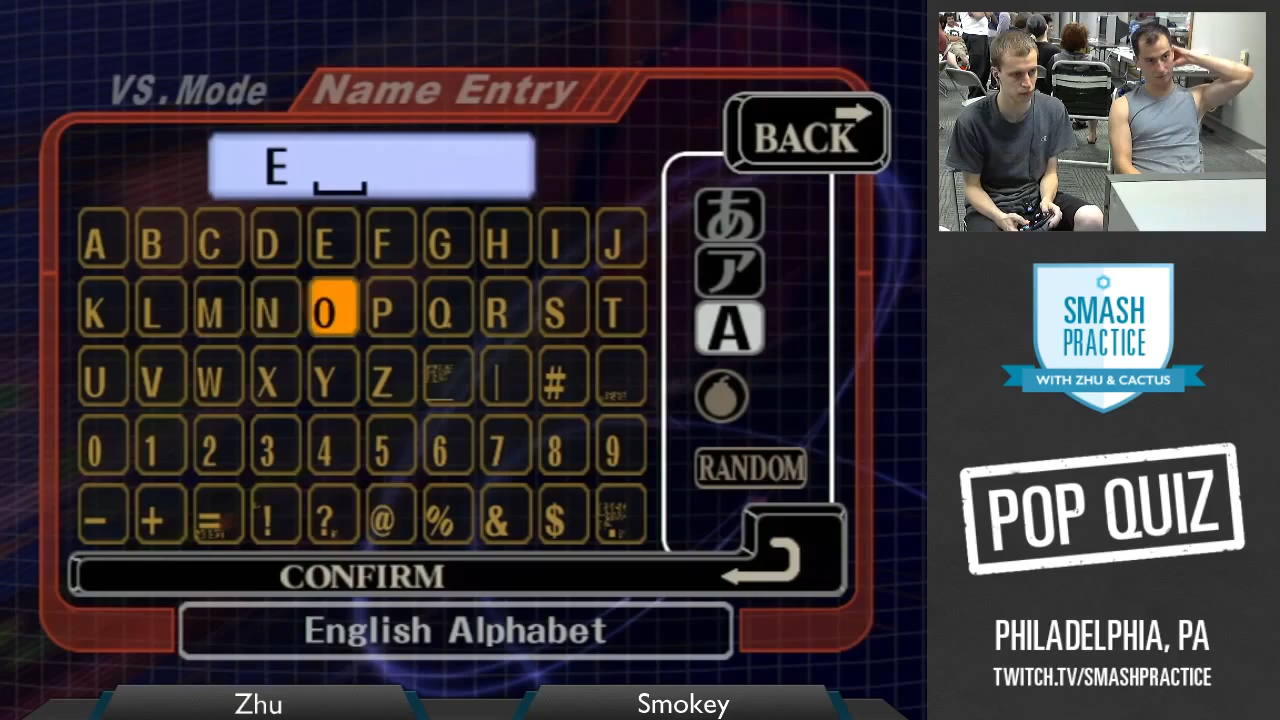 VS.Mode
Name Entry
BACK
E
A B C D E F G H I J
K L M N O P Q R S T
U V W X Y Z _ | #
0 1 2 3 4 5 6 7 8 9
- + = ! ? @ % & $ .
あ
ア
A
RANDOM
CONFIRM
English Alphabet
Zhu
Smokey
SMASH
PRACTICE
WITH ZHU & CACTUS
POP QUIZ
PHILADELPHIA, PA
TWITCH.TV/SMASHPRACTICE